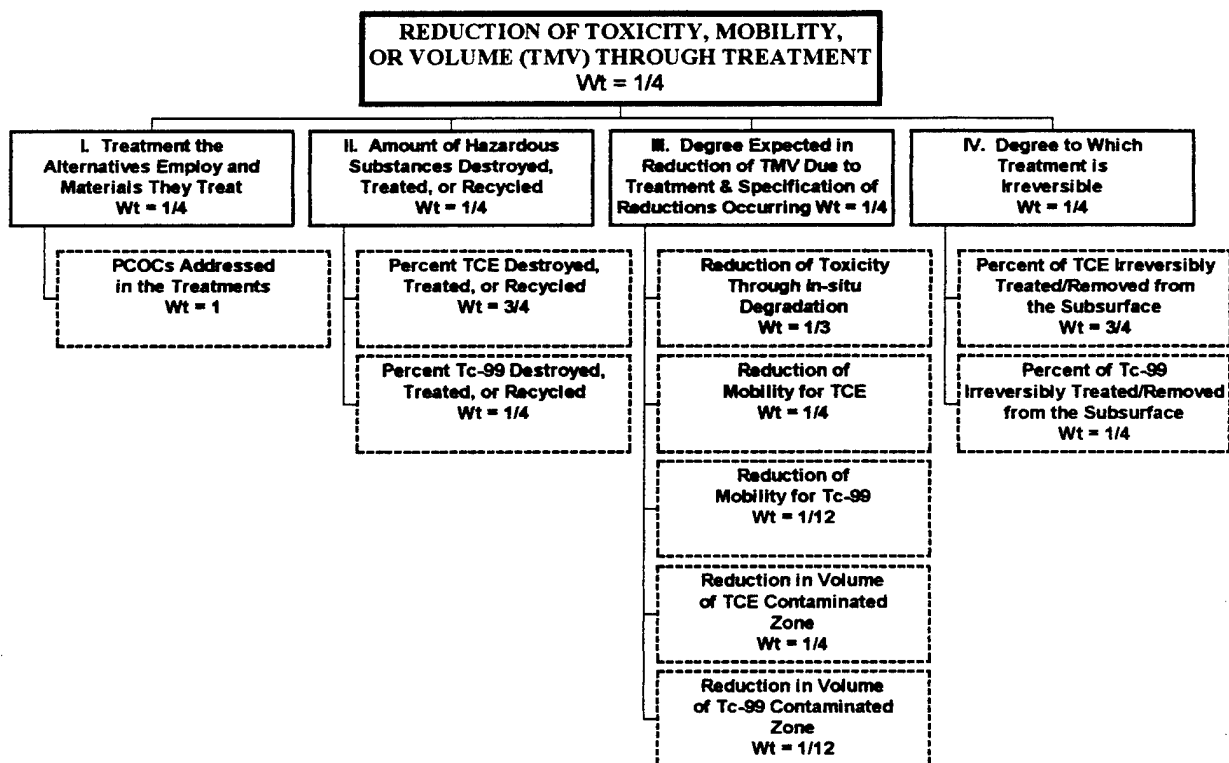 REDUCTION OF TOXICITY, MOBILITY,
OR VOLUME (TMV) THROUGH TREATMENT
Wt = 1/4
I. Treatment the
Alternatives Employ and
Materials They Treat
Wt = 1/4
II. Amount of Hazardous
Substances Destroyed,
Treated, or Recycled
Wt = 1/4
III. Degree Expected in
Reduction of TMV Due to
Treatment & Specification of
Reductions Occurring Wt = 1/4
IV. Degree to Which
Treatment is
Irreversible
Wt = 1/4
PCOCs Addressed
in the Treatments
Wt = 1
Percent TCE Destroyed,
Treated, or Recycled
Wt = 3/4
Percent Tc-99 Destroyed,
Treated, or Recycled
Wt = 1/4
Reduction of Toxicity
Through In-situ
Degradation
Wt = 1/3
Reduction of
Mobility for TCE
Wt = 1/4
Reduction of
Mobility for Tc-99
Wt = 1/12
Reduction in Volume
of TCE Contaminated
Zone
Wt = 1/4
Reduction in Volume
of Tc-99 Contaminated
Zone
Wt = 1/12
Percent of TCE Irreversibly
Treated/Removed from
the Subsurface
Wt = 3/4
Percent of Tc-99
Irreversibly Treated/Removed
from the Subsurface
Wt = 1/4